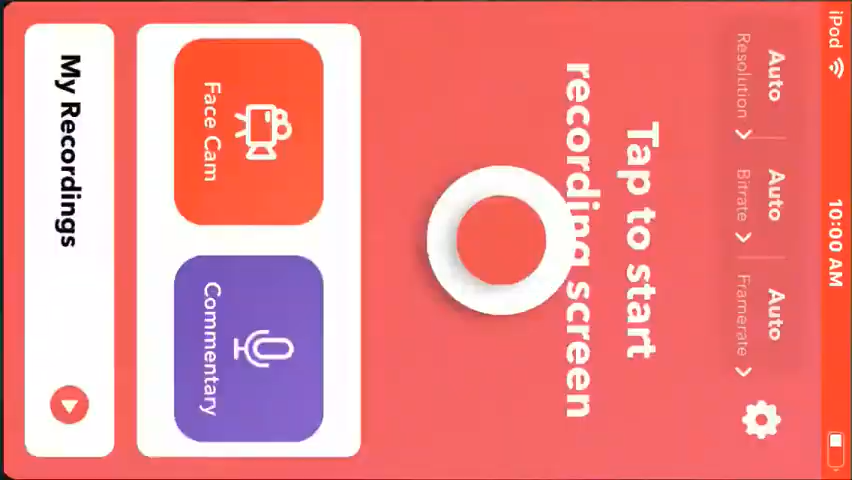 iPod 10:00 AM
Auto Auto Auto
Resolution Bitrate Framerate
Tap to start
recording screen
Face Cam Commentary
My Recordings